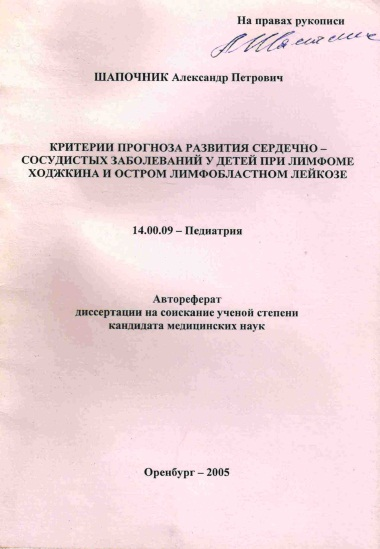 На правах рукописи
ШАПОЧНИК Александр Петрович
КРИТЕРИИ ПРОГНОЗА РАЗВИТИЯ СЕРДЕЧНО –
СОСУДИСТЫХ ЗАБОЛЕВАНИЙ У ДЕТЕЙ ПРИ ЛИМФОМЕ
ХОДЖКИНА И ОСТРОМ ЛИМФОБЛАСТНОМ ЛЕЙКОЗЕ
14.00.09 – Педиатрия
Автореферат
диссертации на соискание ученой степени
кандидата медицинских наук
Оренбург – 2005